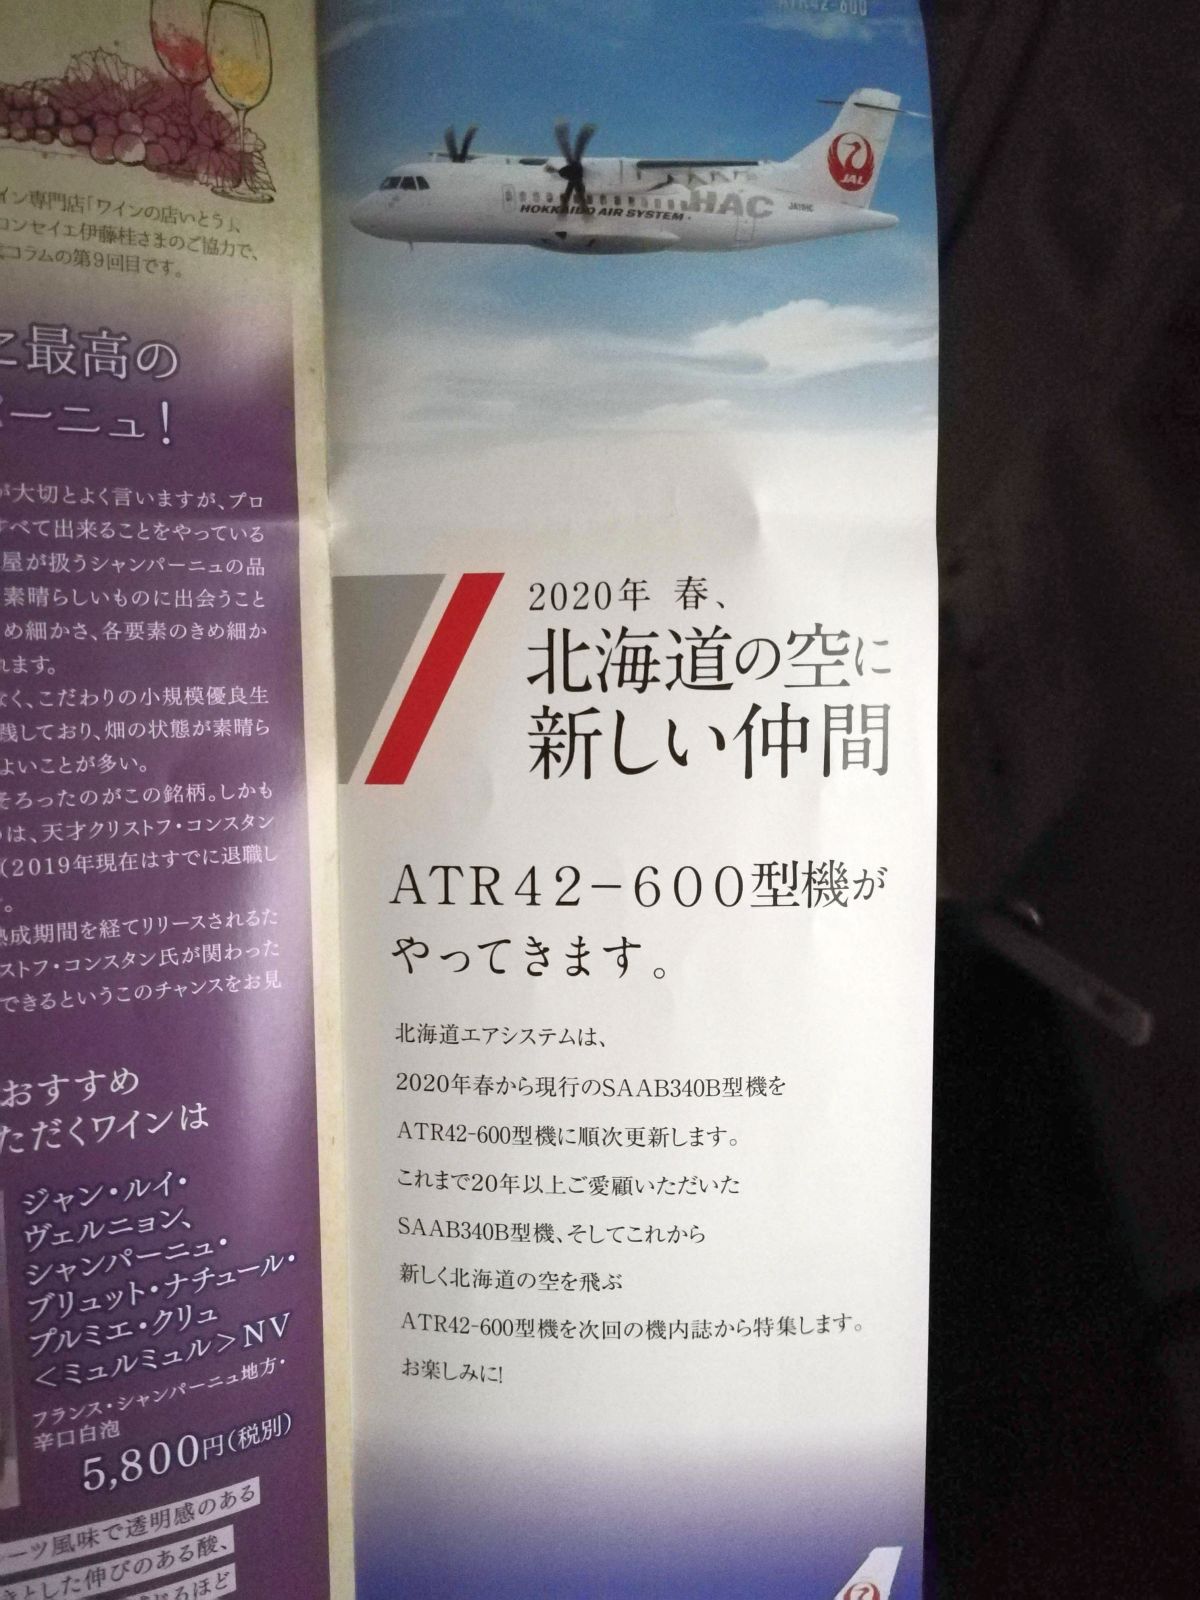 イン専門店「ワインの店いとう」、
コンセイエ伊藤桂さまのご協力で、
コラムの第9回目です。
最高の
ーニュ!
が大切とよく言いますが、プロ
すべて出来ることをやっている
屋が扱うシャンパーニュの品
素晴らしいものに出会うこと
め細かさ、各要素のきめ細か
れます。
なく、こだわりの小規模優良生
践しており、畑の状態が素晴ら
よいことが多い。
そろったのがこの銘柄。しかも
は、天才クリストフ・コンスタン
(2019年現在はすでに退職し
。
熟成期間を経てリリースされるた
ストフ・コンスタン氏が関わった
できるというこのチャンスをお見
おすすめ
ただくワインは
ジャン・ルイ・
ヴェルニョン、
シャンパーニュ・
ブリュット・ナチュール・
プルミエ・クリュ
<ミュルミュル>NV
フランス・シャンパーニュ地方・
辛口白泡
5,800円(税別)
ーツ風味で透明感のある
とした伸びのある酸、
ほど
ATR42-600
JAL
HAC
HOKKAIDO AIR SYSTEM
2020年 春、
北海道の空に
新しい仲間
ATR42-600型機が
やってきます。
北海道エアシステムは、
2020年春から現行のSAAB340B型機を
ATR42-600型機に順次更新します。
これまで20年以上ご愛顧いただいた
SAAB340B型機、そしてこれから
新しく北海道の空を飛ぶ
ATR42-600型機を次回の機内誌から特集します。
お楽しみに!